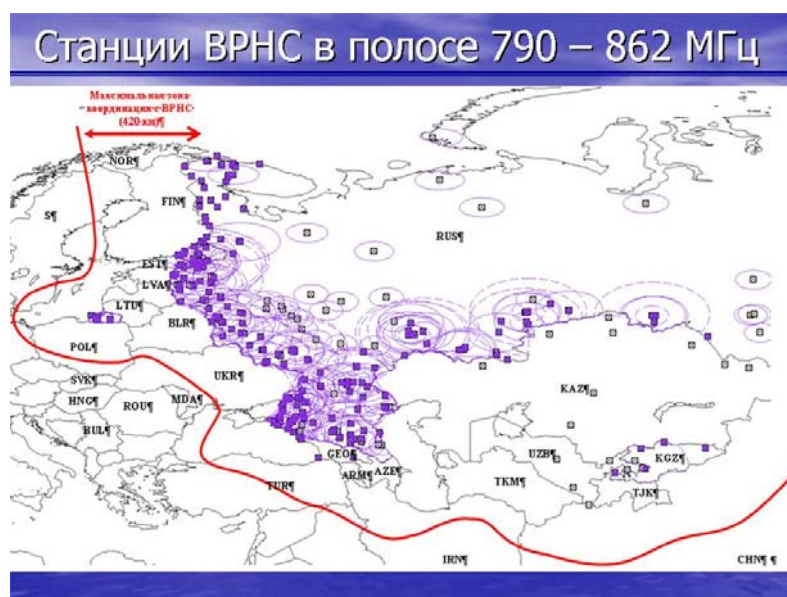 Станции ВРНС в полосе 790 – 862 МГц
Максимальная·зона·
координации·с·ВРНС·
(420·км)¶
NOR¶
FIN¶
S¶
RUS¶
EST¶
LVA¶
LTU¶
BLR¶
POL¶
UKR¶
SVK¶
KAZ¶
HNG¶
ROU¶
MDA¶
BUL¶
GEO¶
UZB¶
KGZ¶
ARM¶
AZE¶
TUR¶
TKM¶
TJK¶
IRN¶
CHN¶ ¶